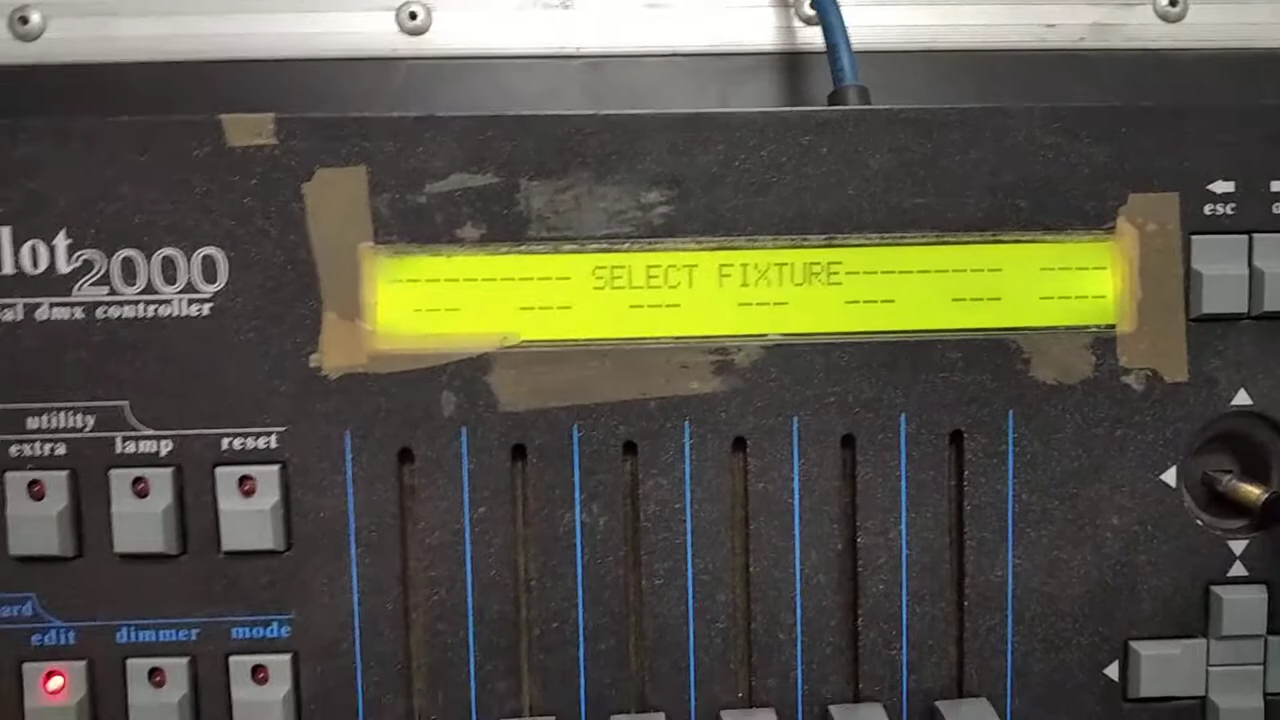 lot2000
al dmx controller
esc
---------- SELECT FIXTURE--------- ----
--- --- --- --- --- --- ----
utility
extra lamp reset
ard
edit dimmer mode